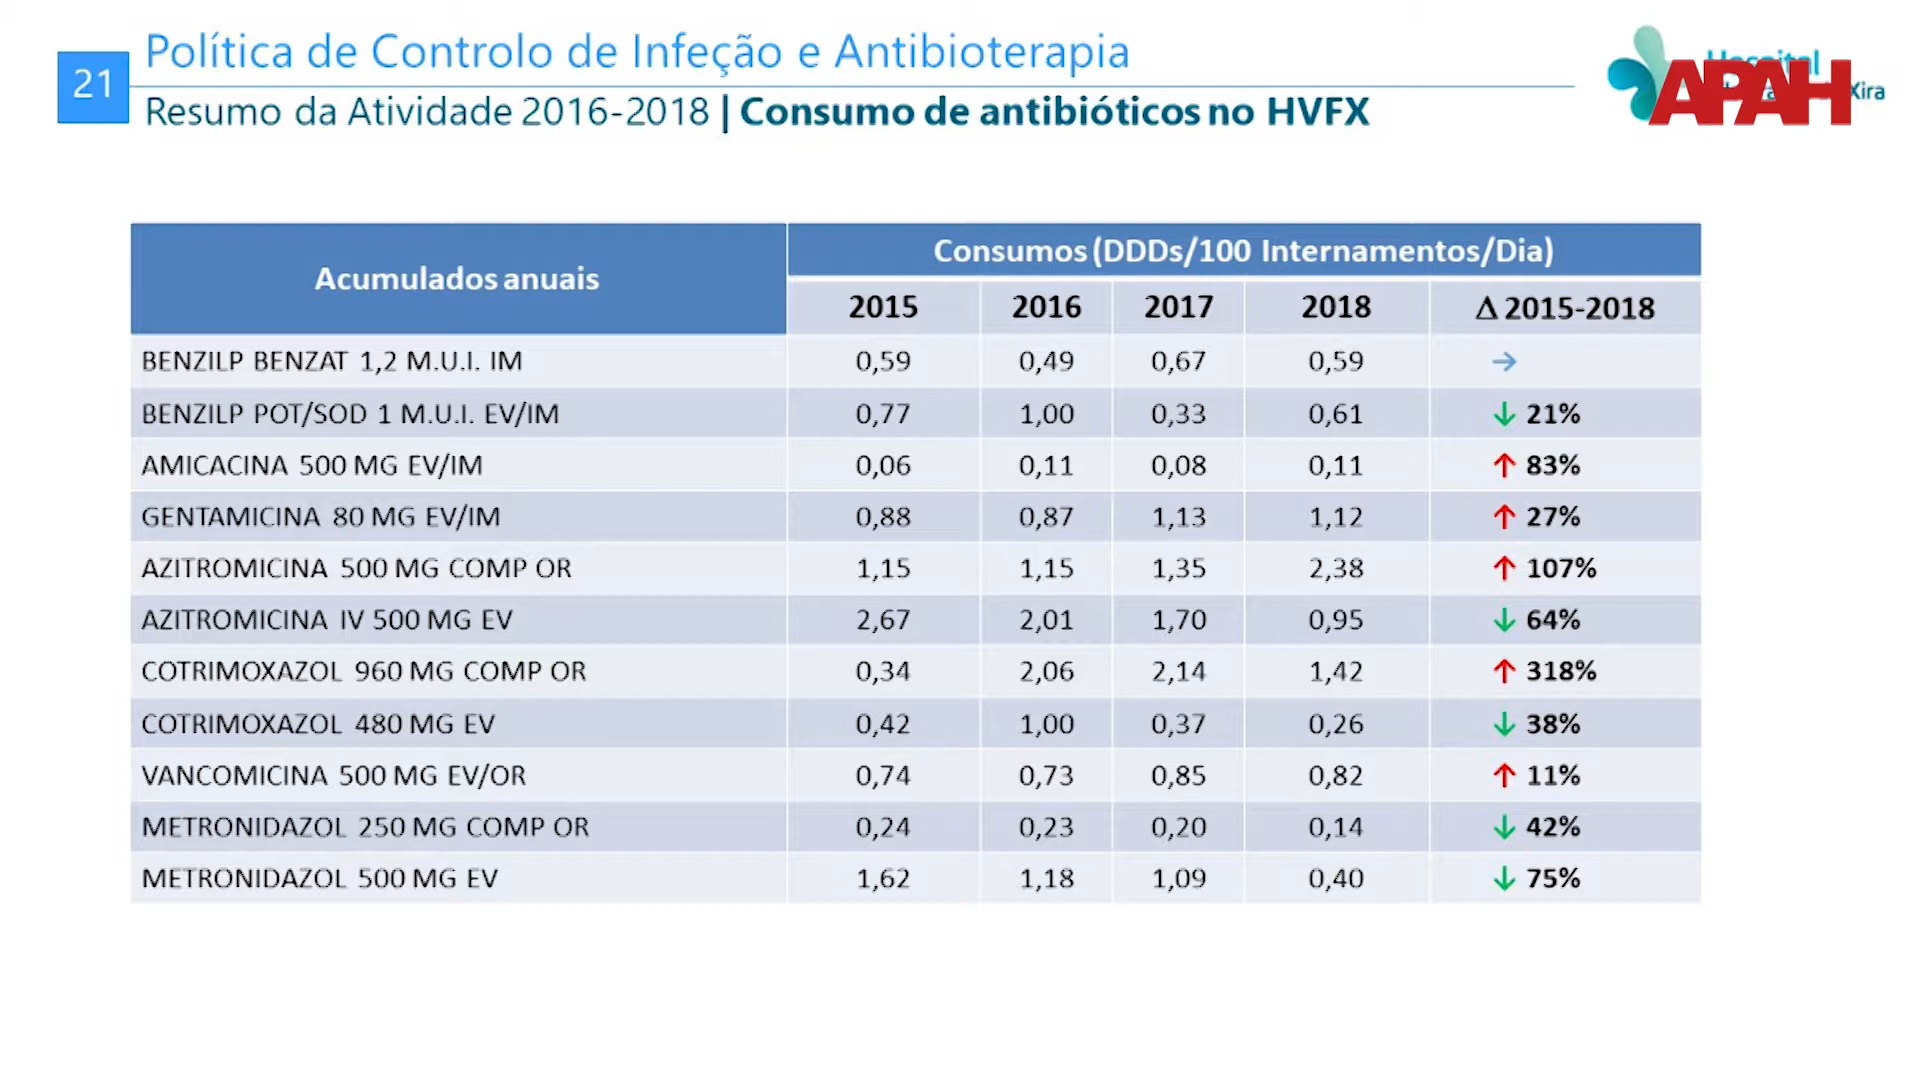 21
Política de Controlo de Infeção e Antibioterapia
Resumo da Atividade 2016-2018 | Consumo de antibióticos no HVFX
Hospital
Xira
APAH
Acumulados anuais
Consumos (DDDs/100 Internamentos/Dia)
2015 2016 2017 2018 Δ 2015-2018
BENZILP BENZAT 1,2 M.U.I. IM 0,59 0,49 0,67 0,59 →
BENZILP POT/SOD 1 M.U.I. EV/IM 0,77 1,00 0,33 0,61 ↓ 21%
AMICACINA 500 MG EV/IM 0,06 0,11 0,08 0,11 ↑ 83%
GENTAMICINA 80 MG EV/IM 0,88 0,87 1,13 1,12 ↑ 27%
AZITROMICINA 500 MG COMP OR 1,15 1,15 1,35 2,38 ↑ 107%
AZITROMICINA IV 500 MG EV 2,67 2,01 1,70 0,95 ↓ 64%
COTRIMOXAZOL 960 MG COMP OR 0,34 2,06 2,14 1,42 ↑ 318%
COTRIMOXAZOL 480 MG EV 0,42 1,00 0,37 0,26 ↓ 38%
VANCOMICINA 500 MG EV/OR 0,74 0,73 0,85 0,82 ↑ 11%
METRONIDAZOL 250 MG COMP OR 0,24 0,23 0,20 0,14 ↓ 42%
METRONIDAZOL 500 MG EV 1,62 1,18 1,09 0,40 ↓ 75%